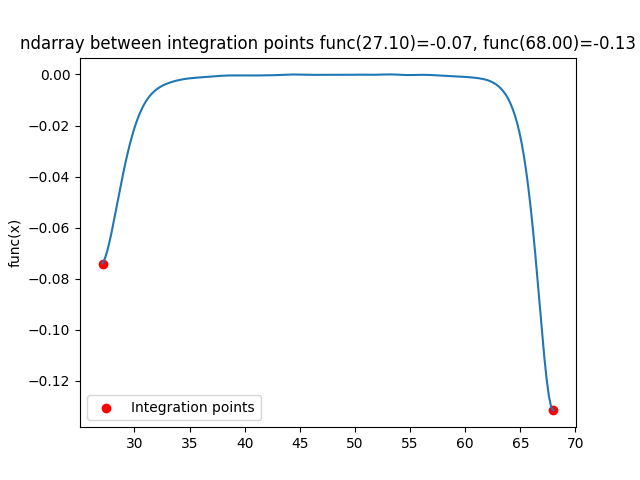 ndarray between integration points func(27.10)=-0.07, func(68.00)=-0.13
0.00
−0.02
−0.04
−0.06
−0.08
−0.10
−0.12
func(x)
Integration points
30 35 40 45 50 55 60 65 70